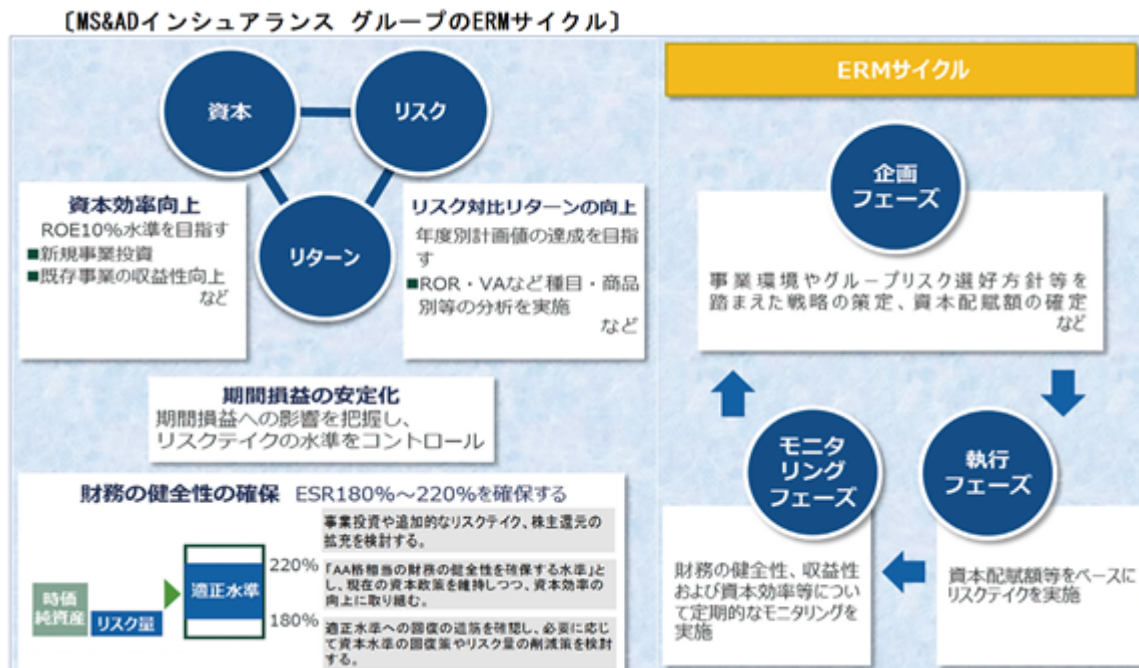 〔MS&ADインシュアランス グループのERMサイクル〕
資本
リスク
リターン
資本効率向上
ROE10%水準を目指す
■新規事業投資
■既存事業の収益性向上
など
リスク対比リターンの向上
年度別計画値の達成を目指
す
■ROR・VAなど種目・商品
別等の分析を実施
など
期間損益の安定化
期間損益への影響を把握し、
リスクテイクの水準をコントロール
財務の健全性の確保 ESR180%～220%を確保する
時価
純資産
リスク量
適正水準
220%
180%
事業投資や追加的なリスクテイク、株主還元の
拡充を検討する。
「AA格相当の財務の健全性を確保する水準」と
し、現在の資本政策を維持しつつ、資本効率の
向上に取り組む。
適正水準への回復の道筋を確認し、必要に応じ
て資本水準の回復策やリスク量の削減策を検討
する。
ERMサイクル
企画
フェーズ
事業環境やグループリスク選好方針等を
踏まえた戦略の策定、資本配賦額の確定
など
モニタ
リング
フェーズ
財務の健全性、収益性
および資本効率等につい
て定期的なモニタリングを
実施
執行
フェーズ
資本配賦額等をベースに
リスクテイクを実施